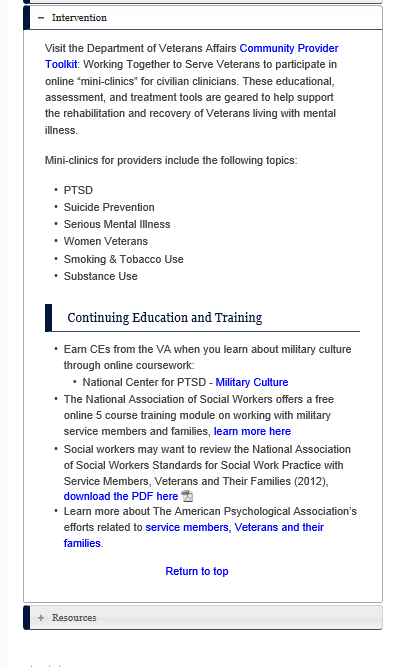 − Intervention
Visit the Department of Veterans Affairs Community Provider
Toolkit: Working Together to Serve Veterans to participate in
online “mini-clinics” for civilian clinicians. These educational,
assessment, and treatment tools are geared to help support
the rehabilitation and recovery of Veterans living with mental
illness.
Mini-clinics for providers include the following topics:
• PTSD
• Suicide Prevention
• Serious Mental Illness
• Women Veterans
• Smoking & Tobacco Use
• Substance Use
Continuing Education and Training
• Earn CEs from the VA when you learn about military culture
through online coursework:
• National Center for PTSD - Military Culture
• The National Association of Social Workers offers a free
online 5 course training module on working with military
service members and families, learn more here
• Social workers may want to review the National Association
of Social Workers Standards for Social Work Practice with
Service Members, Veterans and Their Families (2012),
download the PDF here
• Learn more about The American Psychological Association’s
efforts related to service members, Veterans and their
families.
Return to top
+ Resources